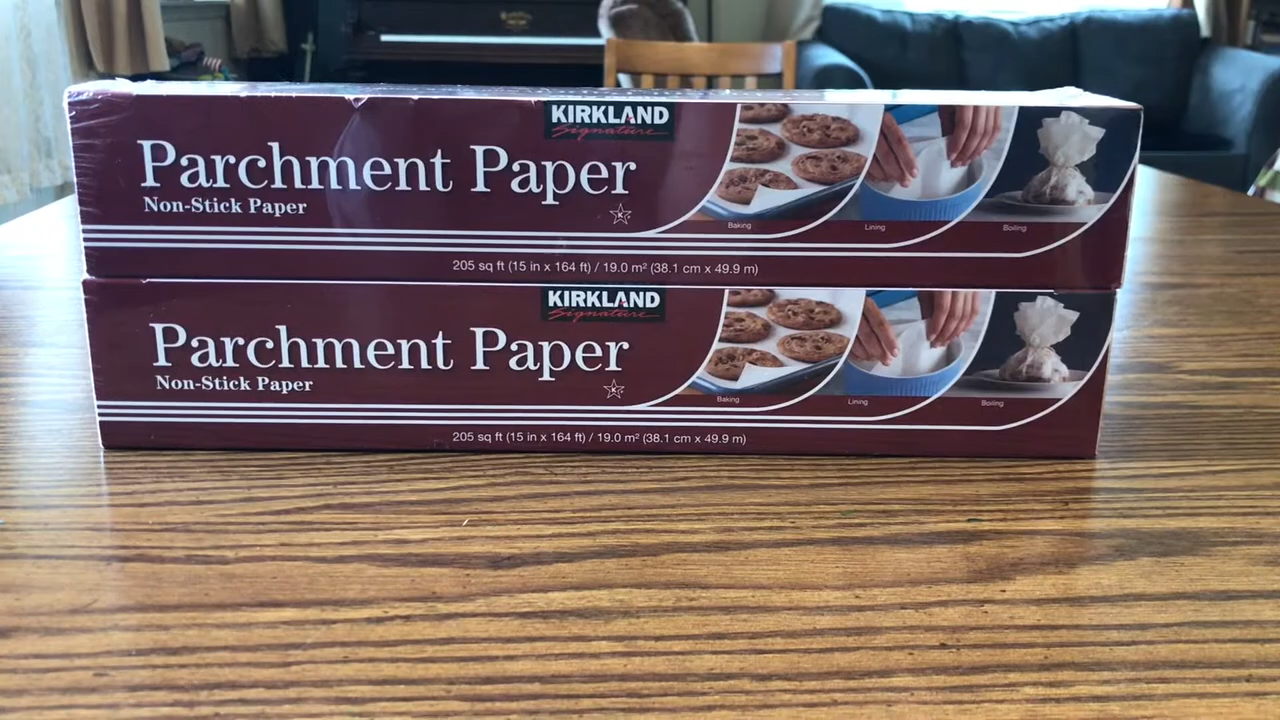 KIRKLAND
Signature
Parchment Paper
Non-Stick Paper
K
Baking
Lining
Boiling
205 sq ft (15 in x 164 ft) / 19.0 m² (38.1 cm x 49.9 m)
KIRKLAND
Signature
Parchment Paper
Non-Stick Paper
K
Baking
Lining
Boiling
205 sq ft (15 in x 164 ft) / 19.0 m² (38.1 cm x 49.9 m)